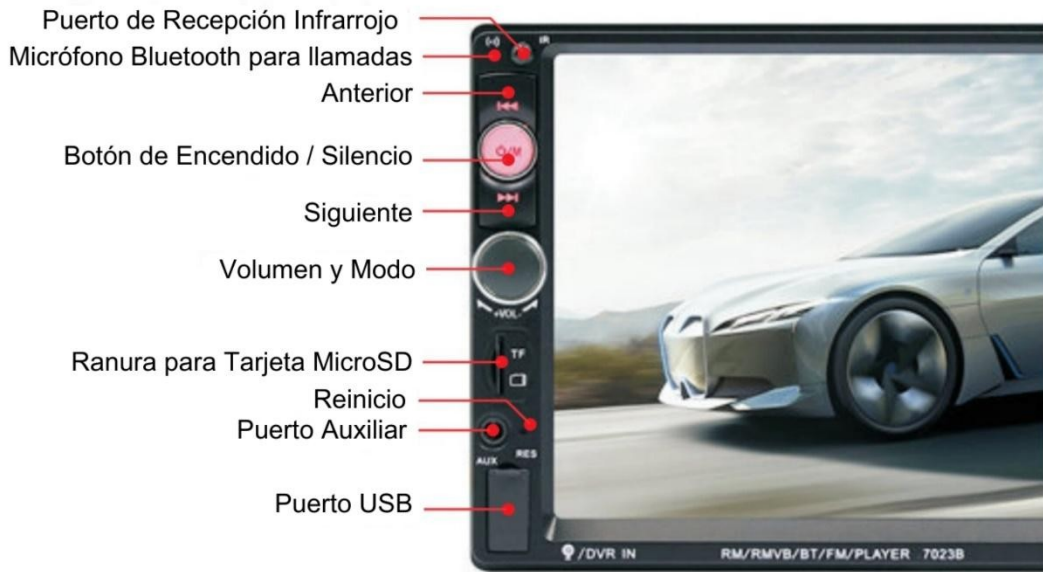 Puerto de Recepción Infrarrojo
IR
Micrófono Bluetooth para llamadas
Anterior
Botón de Encendido / Silencio
/M
Siguiente
Volumen y Modo
+VOL-
Ranura para Tarjeta MicroSD
TF
Reinicio
Puerto Auxiliar
AUX
RES
Puerto USB
/DVR IN
RM/RMVB/BT/FM/PLAYER 7023B